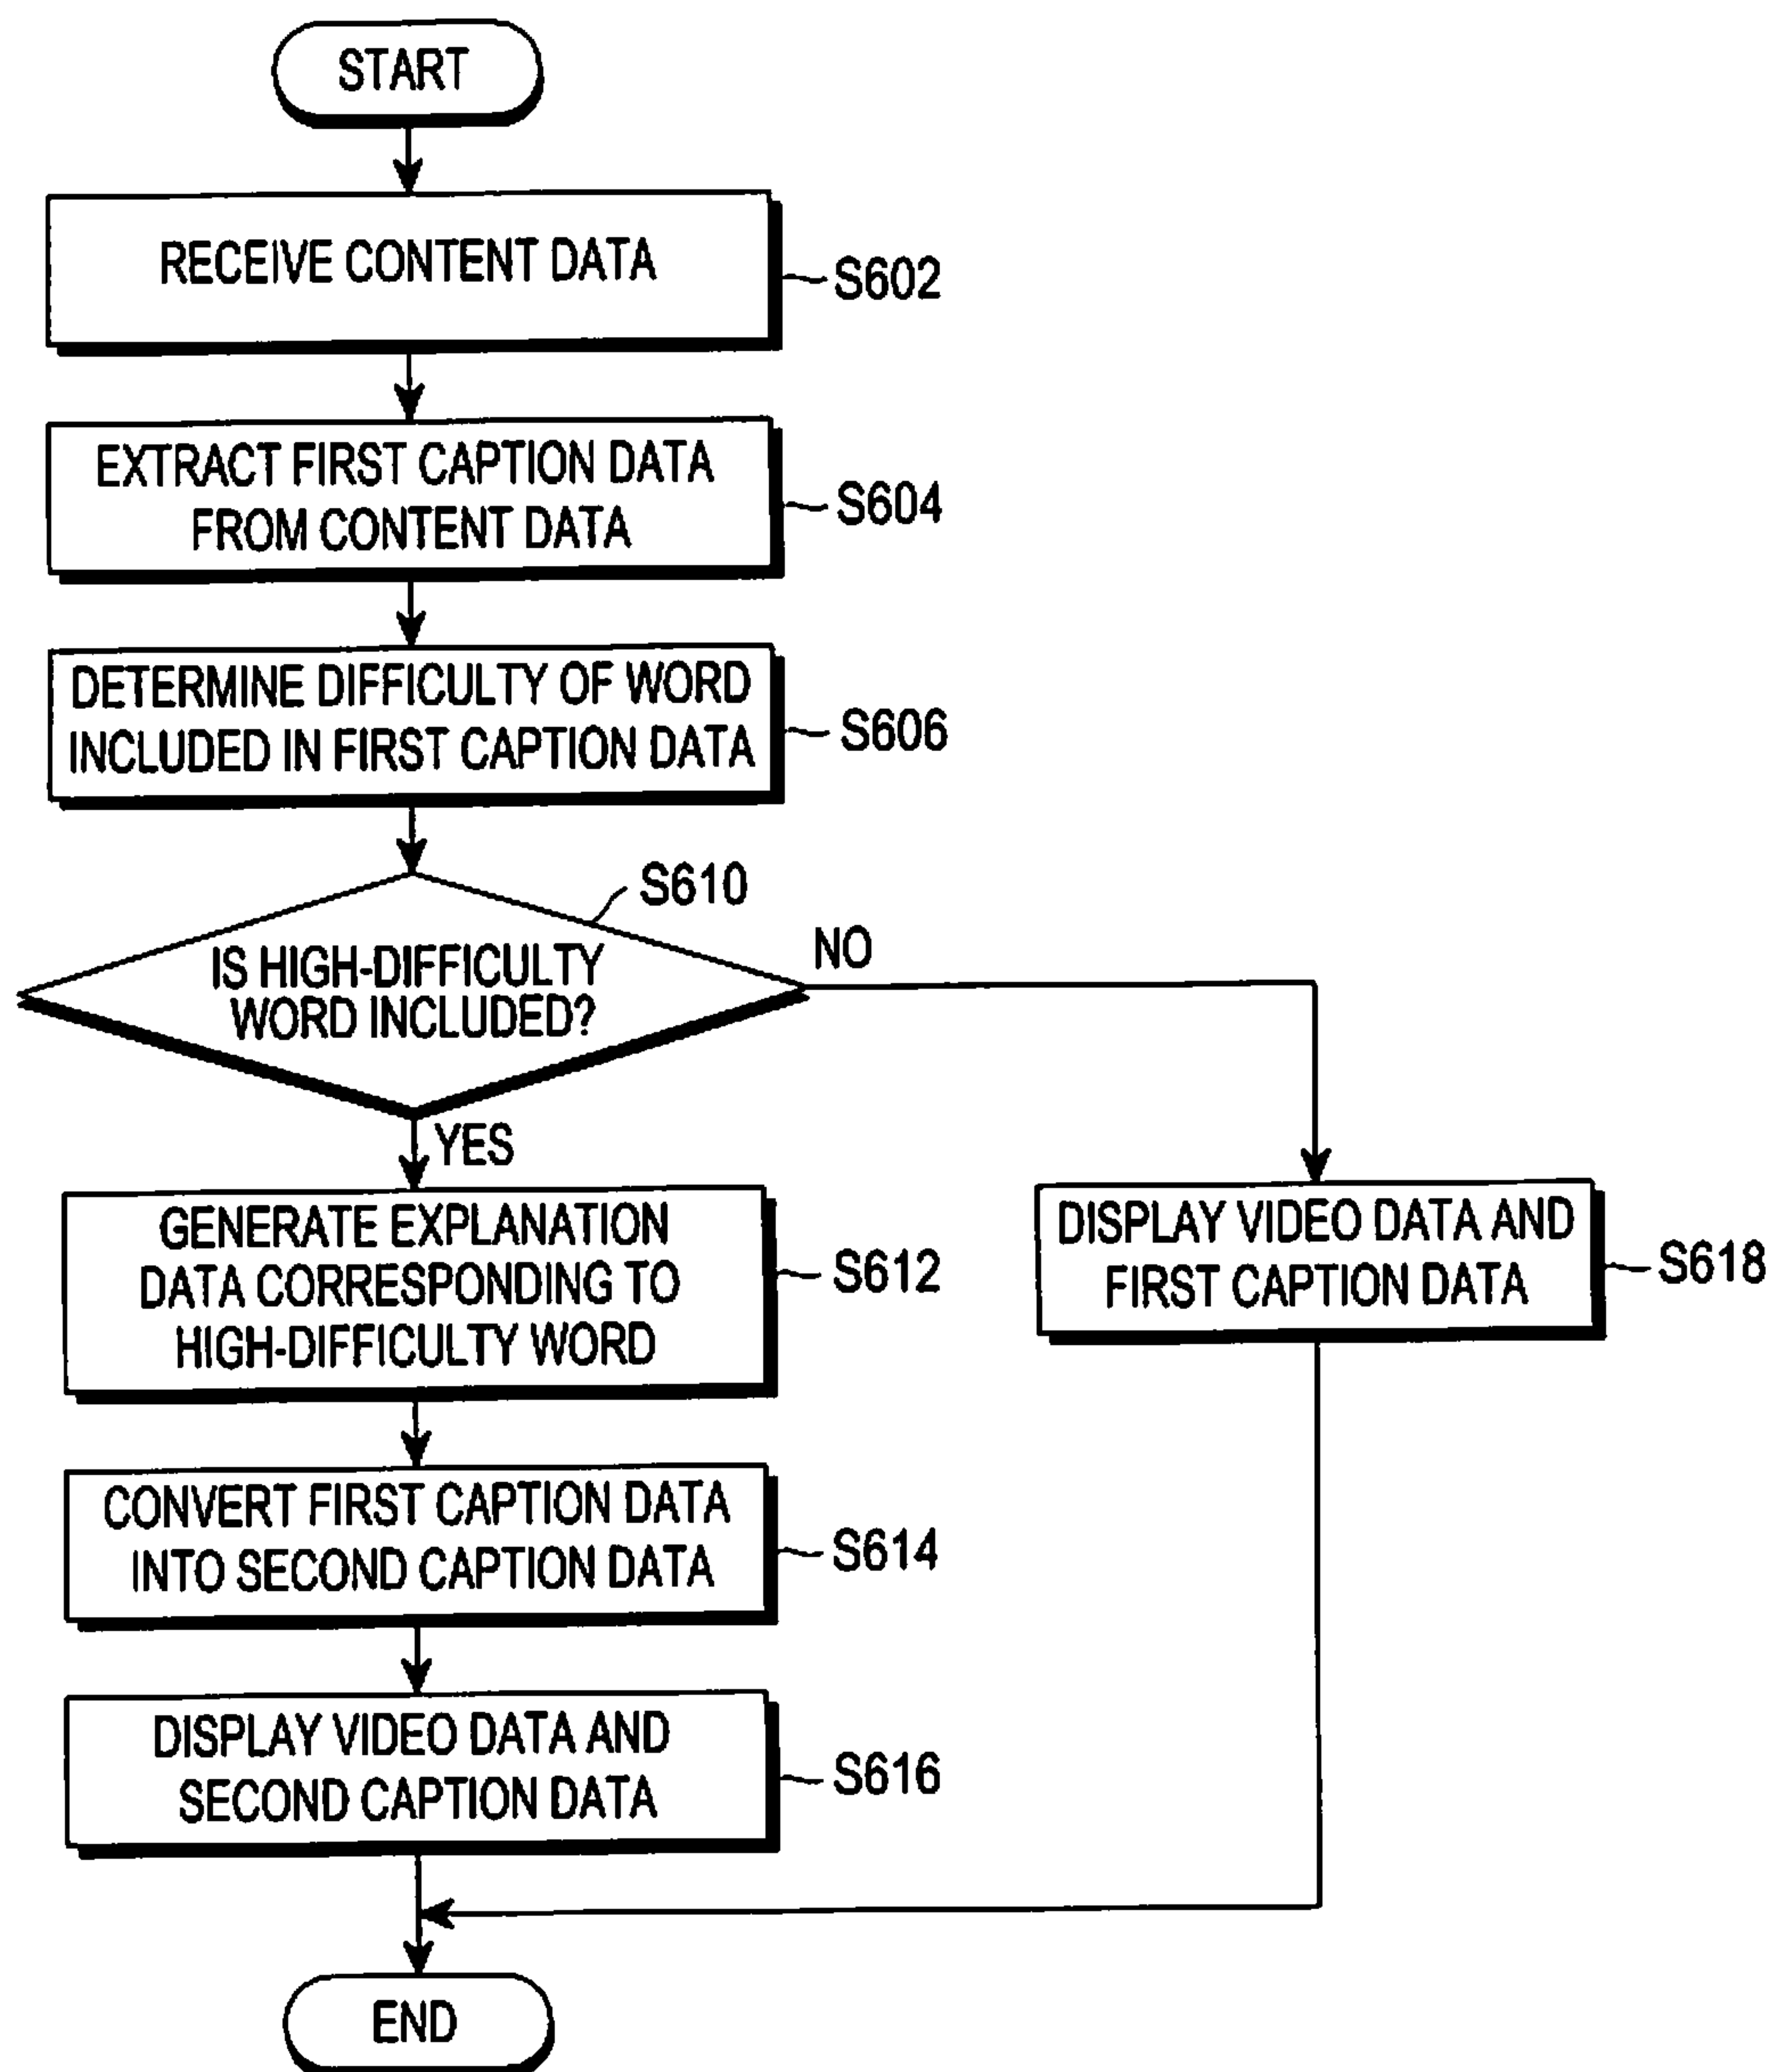 START
RECEIVE CONTENT DATA
S602
EXTRACT FIRST CAPTION DATA
FROM CONTENT DATA
S604
DETERMINE DIFFICULTY OF WORD
INCLUDED IN FIRST CAPTION DATA
S606
S610
IS HIGH-DIFFICULTY
WORD INCLUDED?
NO
YES
GENERATE EXPLANATION
DATA CORRESPONDING TO
HIGH-DIFFICULTY WORD
S612
DISPLAY VIDEO DATA AND
FIRST CAPTION DATA
S618
CONVERT FIRST CAPTION DATA
INTO SECOND CAPTION DATA
S614
DISPLAY VIDEO DATA AND
SECOND CAPTION DATA
S616
END